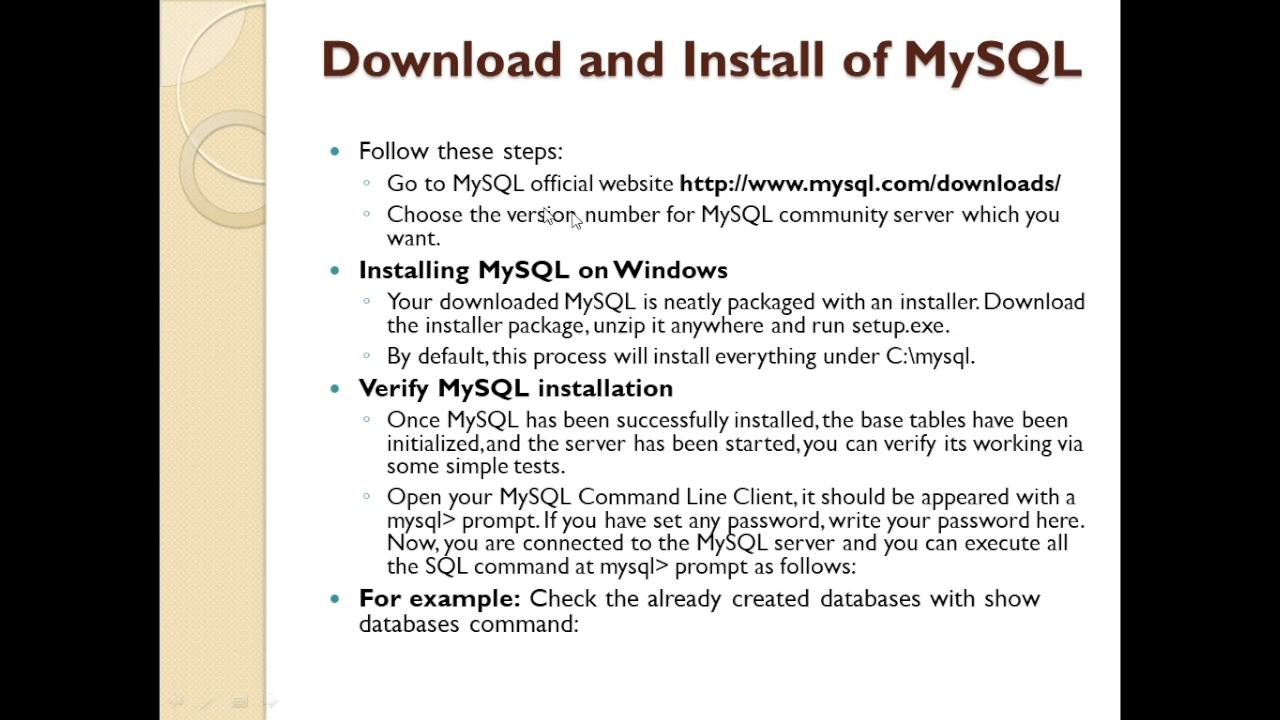 Download and Install of MySQL
Follow these steps:
Go to MySQL official website http://www.mysql.com/downloads/
Choose the version number for MySQL community server which you
want.
Installing MySQL on Windows
Your downloaded MySQL is neatly packaged with an installer. Download
the installer package, unzip it anywhere and run setup.exe.
By default, this process will install everything under C:\mysql.
Verify MySQL installation
Once MySQL has been successfully installed, the base tables have been
initialized, and the server has been started, you can verify its working via
some simple tests.
Open your MySQL Command Line Client, it should be appeared with a
mysql> prompt. If you have set any password, write your password here.
Now, you are connected to the MySQL server and you can execute all
the SQL command at mysql> prompt as follows:
For example: Check the already created databases with show
databases command: